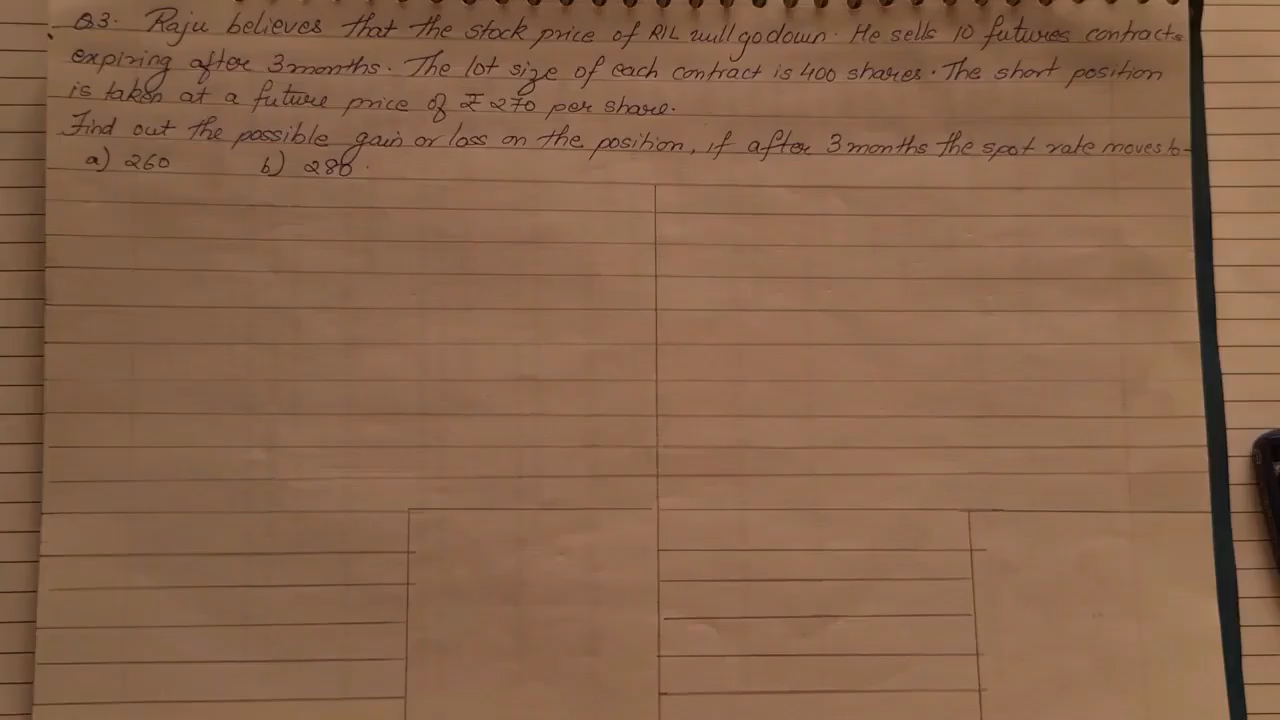 Q3. Raju believes that the stock price of RIL will go down. He sells 10 futures contracts
expiring after 3 months. The lot size of each contract is 400 shares. The short position
is taken at a future price of ₹ 270 per share.
Find out the possible gain or loss on the position, if after 3 months the spot rate moves to-
a) 260 b) 280.